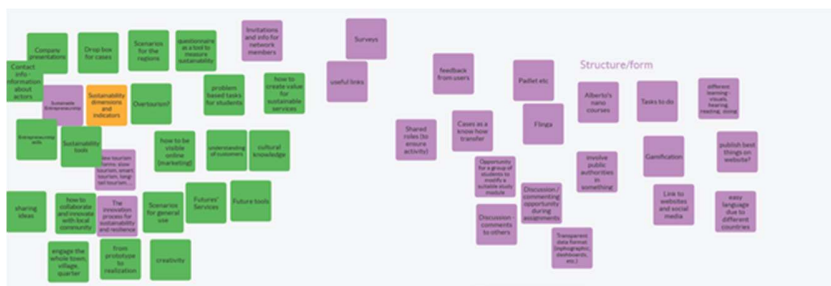 Company
presentations
Drop box
for cases
Scenarios
for the
regions
questionnaire
as a tool to
measure
sustainability
Invitations
and info for
network
members
Surveys
Contact
info -
information
about
actors
Sustainable
Entrepreneurship
Sustainability
dimensions
and
indicators
Overtourism?
problem
based tasks
for students
how to
create value
for
sustainable
services
useful links
feedback
from users
Padlet etc
Structure/form
Alberto's
nano
courses
Tasks to do
different
learning -
visuals,
hearing,
reading, doing
Entrepreneurship
skills
Sustainability
tools
new tourism
forms: slow
tourism, smart
tourism, long-
tail tourism...
how to be
visible
online
(marketing)
understanding
of customers
cultural
knowledge
Shared
roles (to
ensure
activity)
Cases as a
know how
transfer
Flinga
Opportunity
for a group of
students to
modify a
suitable study
module
involve
public
authorities
in
something
Gamification
publish best
things on
website?
sharing
ideas
how to
collaborate
and innovate
with local
community
The
innovation
process for
sustainability
and resilience
Scenarios
for general
use
Futures'
Services
Future tools
Discussion -
comments
to others
Discussion /
commenting
opportunity
during
assignments
Link to
websites
and social
media
easy
language
due to
different
countries
engage the
whole town,
village,
quarter
from
prototype
to
realization
creativity
Transparent
data format
(inphographic,
dashboards,
etc.)